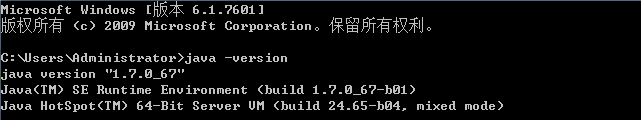 Microsoft Windows [版本 6.1.7601]
版权所有 (c) 2009 Microsoft Corporation。保留所有权利。
C:\Users\Administrator>java -version
java version "1.7.0_67"
Java(TM) SE Runtime Environment (build 1.7.0_67-b01)
Java HotSpot(TM) 64-Bit Server VM (build 24.65-b04, mixed mode)